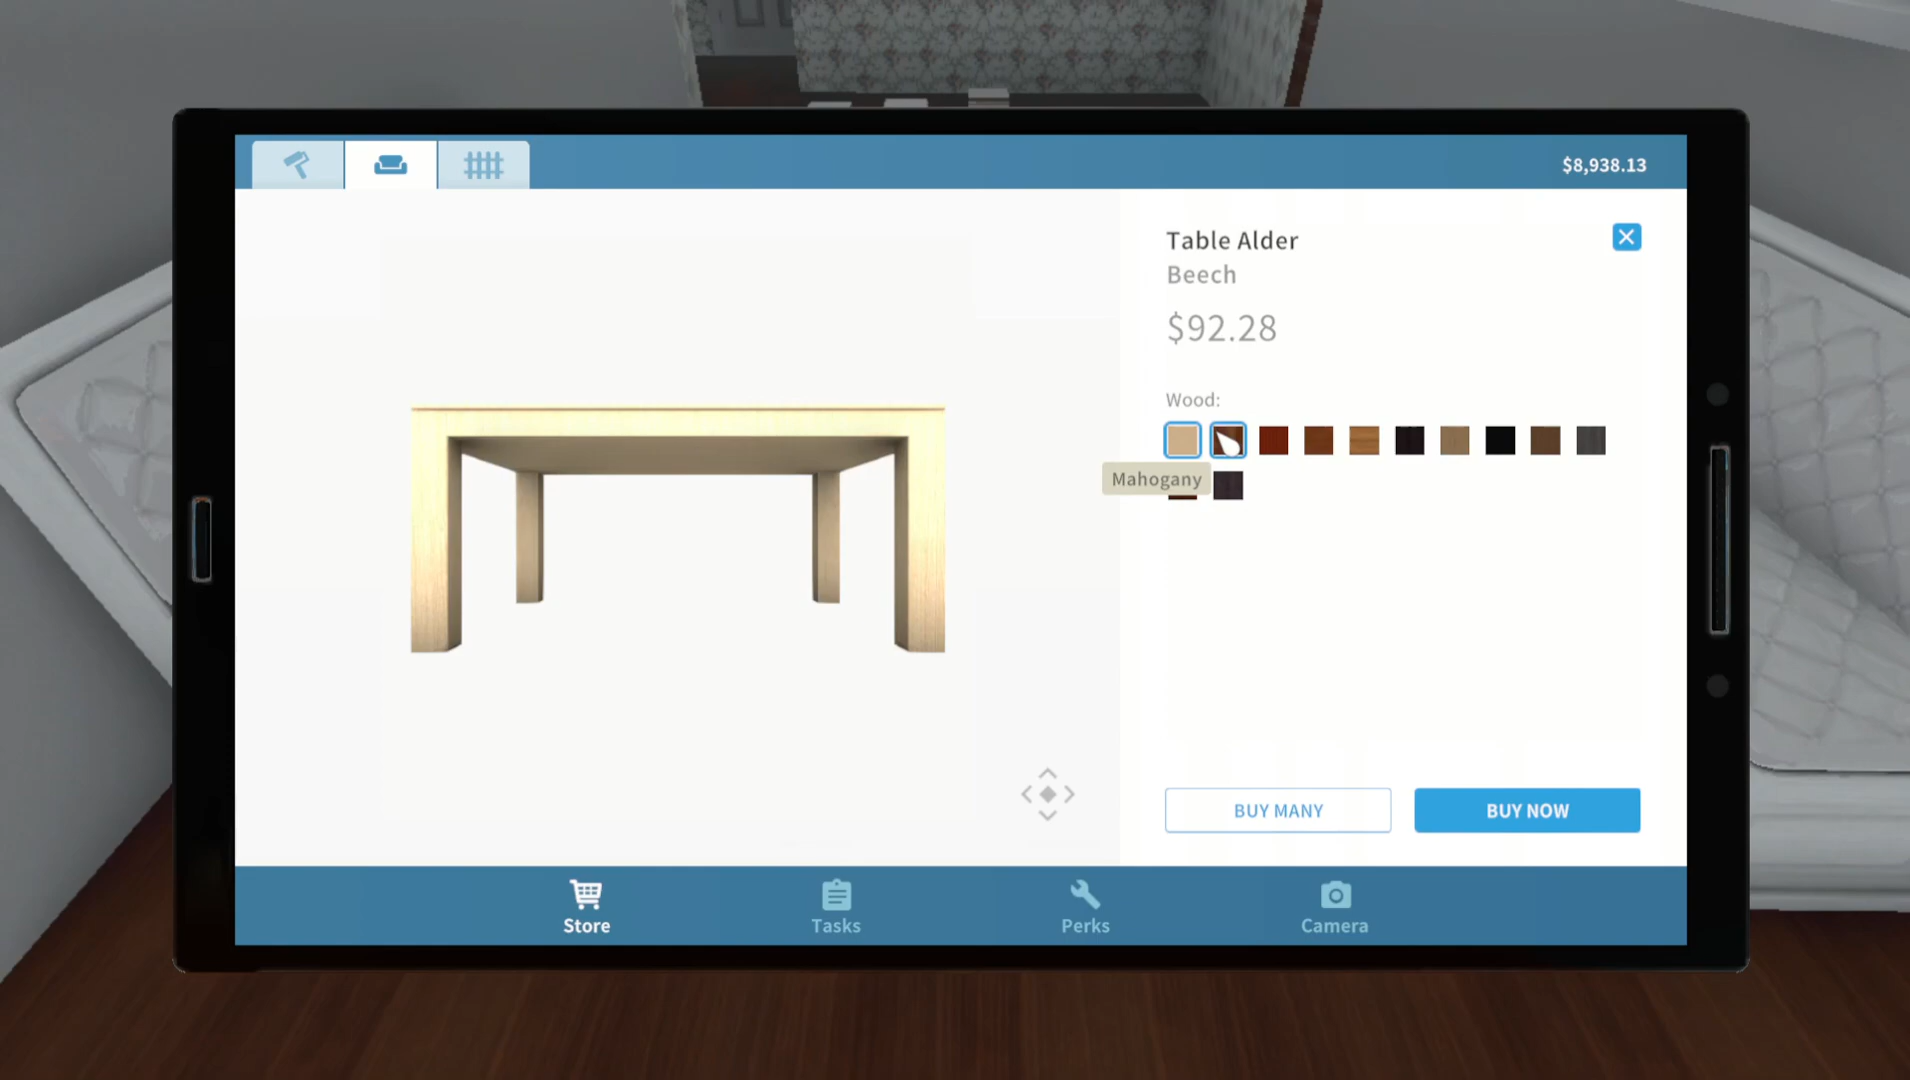 $8,938.13
Table Alder
Beech
$92.28
Wood:
Mahogany
BUY MANY
BUY NOW
Store
Tasks
Perks
Camera